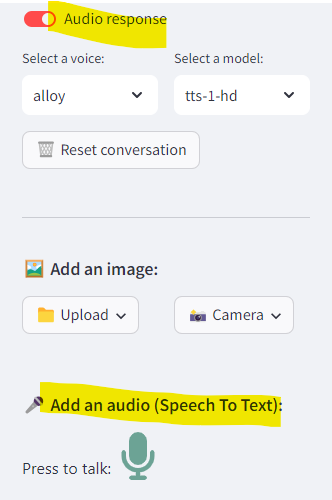 Audio response
Select a voice: Select a model:
alloy tts-1-hd
Reset conversation
Add an image:
Upload Camera
Add an audio (Speech To Text):
Press to talk: